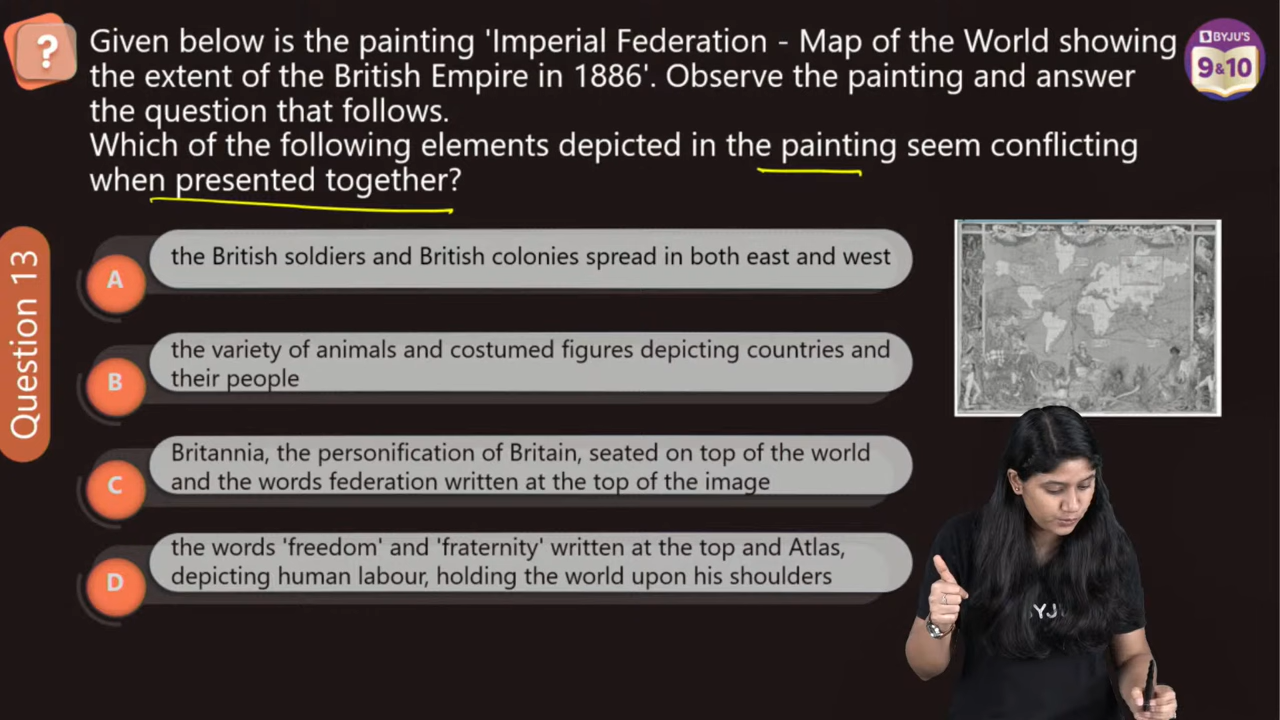 ?
Given below is the painting 'Imperial Federation - Map of the World showing
the extent of the British Empire in 1886'. Observe the painting and answer
the question that follows.
Which of the following elements depicted in the painting seem conflicting
when presented together?
BYJU'S
9&10
Question 13
A
the British soldiers and British colonies spread in both east and west
B
the variety of animals and costumed figures depicting countries and
their people
C
Britannia, the personification of Britain, seated on top of the world
and the words federation written at the top of the image
D
the words 'freedom' and 'fraternity' written at the top and Atlas,
depicting human labour, holding the world upon his shoulders